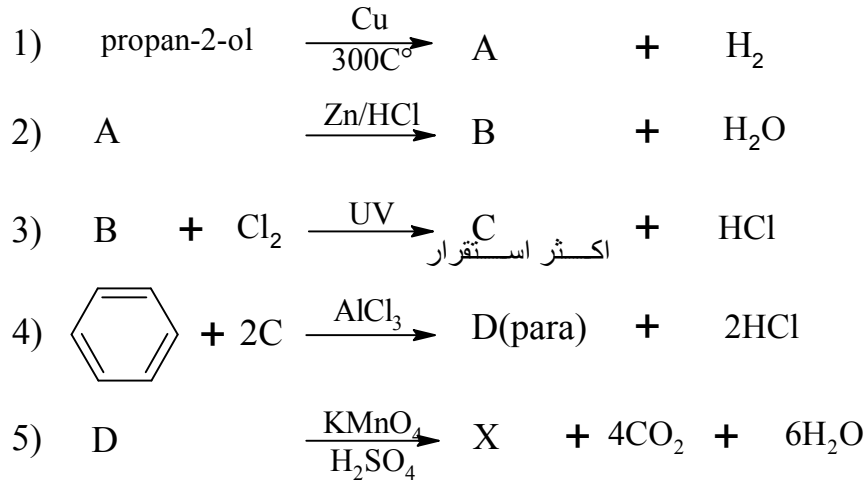 1) propan-2-ol Cu 300C° A + H₂
2) A Zn/HCl B + H₂O
3) B + Cl₂ UV C + HCl
اكثر استقرار
4) + 2C AlCl₃ D(para) + 2HCl
5) D KMnO₄ H₂SO₄ X + 4CO₂ + 6H₂O